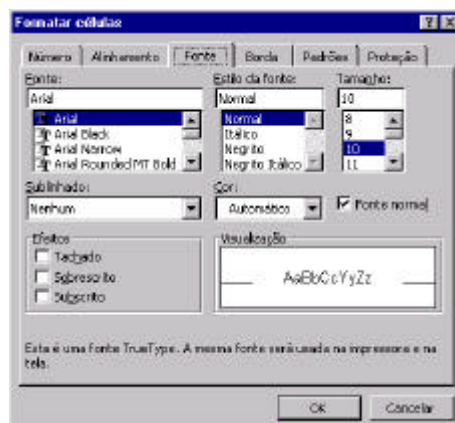 Formatar células
Número Alinhamento Fonte Borda Padrões Proteção
Fonte: Estilo da fonte: Tamanho:
Arial Normal 10
Arial Normal 8
Arial Black Itálico 9
Arial Narrow Negrito 10
Arial Rounded MT Bold Negrito Itálico 11
Sublinhado: Cor:
Nenhum Automático Fonte normal
Efeitos Visualização
Tachado
Sobrescrito AaBbCcYyZz
Subscrito
Esta é uma fonte TrueType. A mesma fonte será usada na impressora e na
tela.
OK Cancelar